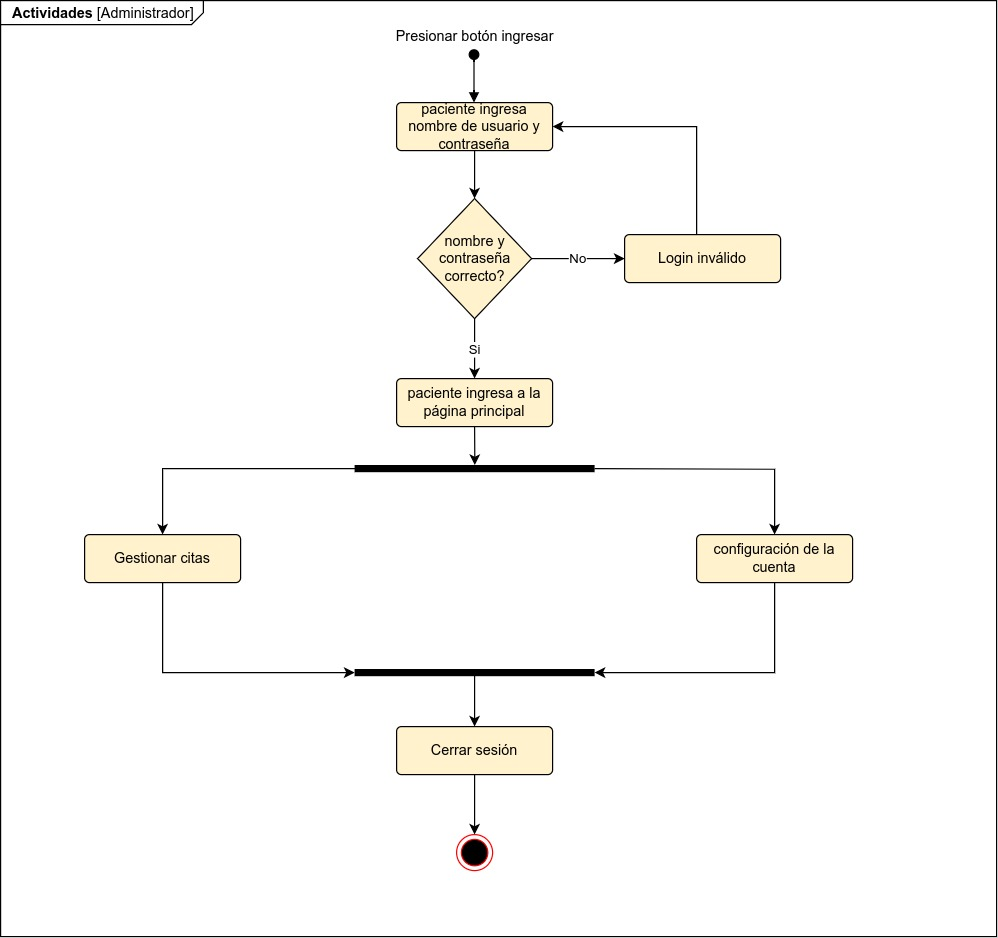 Actividades [Administrador]
Presionar botón ingresar
paciente ingresa
nombre de usuario y
contraseña
nombre y
contraseña
correcto?
No
Login inválido
Si
paciente ingresa a la
página principal
Gestionar citas
configuración de la
cuenta
Cerrar sesión